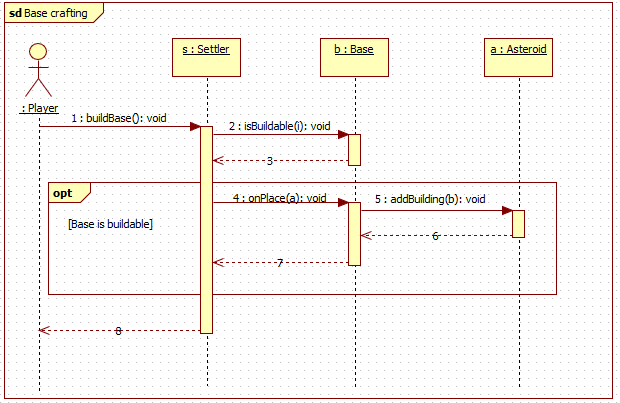 sd Base crafting
s : Settler
b : Base
a : Asteroid
: Player
1 : buildBase(): void
2 : isBuildable(i): void
3
opt
4 : onPlace(a): void
5 : addBuilding(b): void
[Base is buildable]
6
7
8